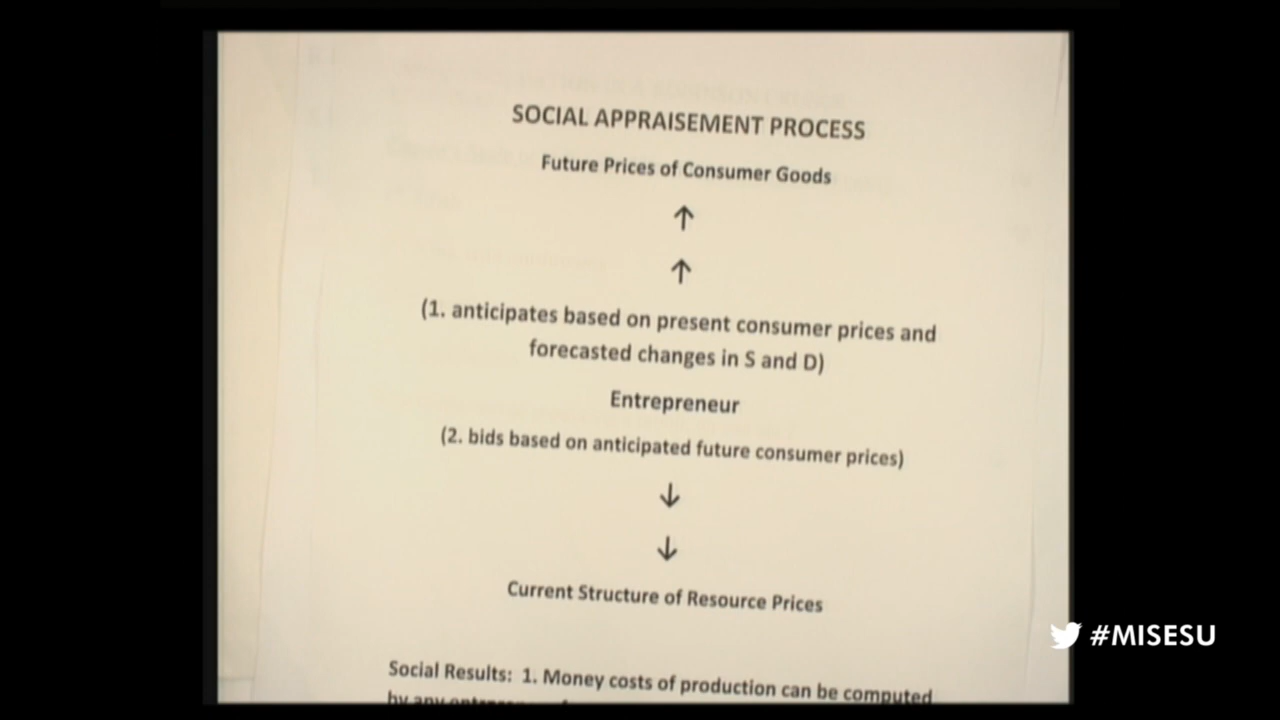 SOCIAL APPRAISEMENT PROCESS
Future Prices of Consumer Goods
↑
↑
(1. anticipates based on present consumer prices and
forecasted changes in S and D)
Entrepreneur
(2. bids based on anticipated future consumer prices)
↓
↓
Current Structure of Resource Prices
#MISESU
Social Results: 1. Money costs of production can be computed
by any